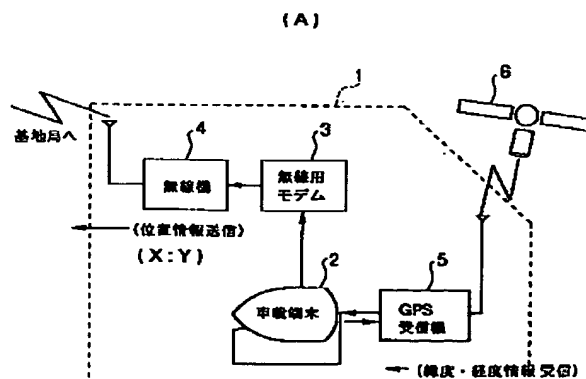 (A)
6
1
基地局へ
4
3
無線機
無線用
モデム
(位置情報送信)
(X:Y)
2
5
車載端末
GPS
受信機
(緯度・経度情報受信)